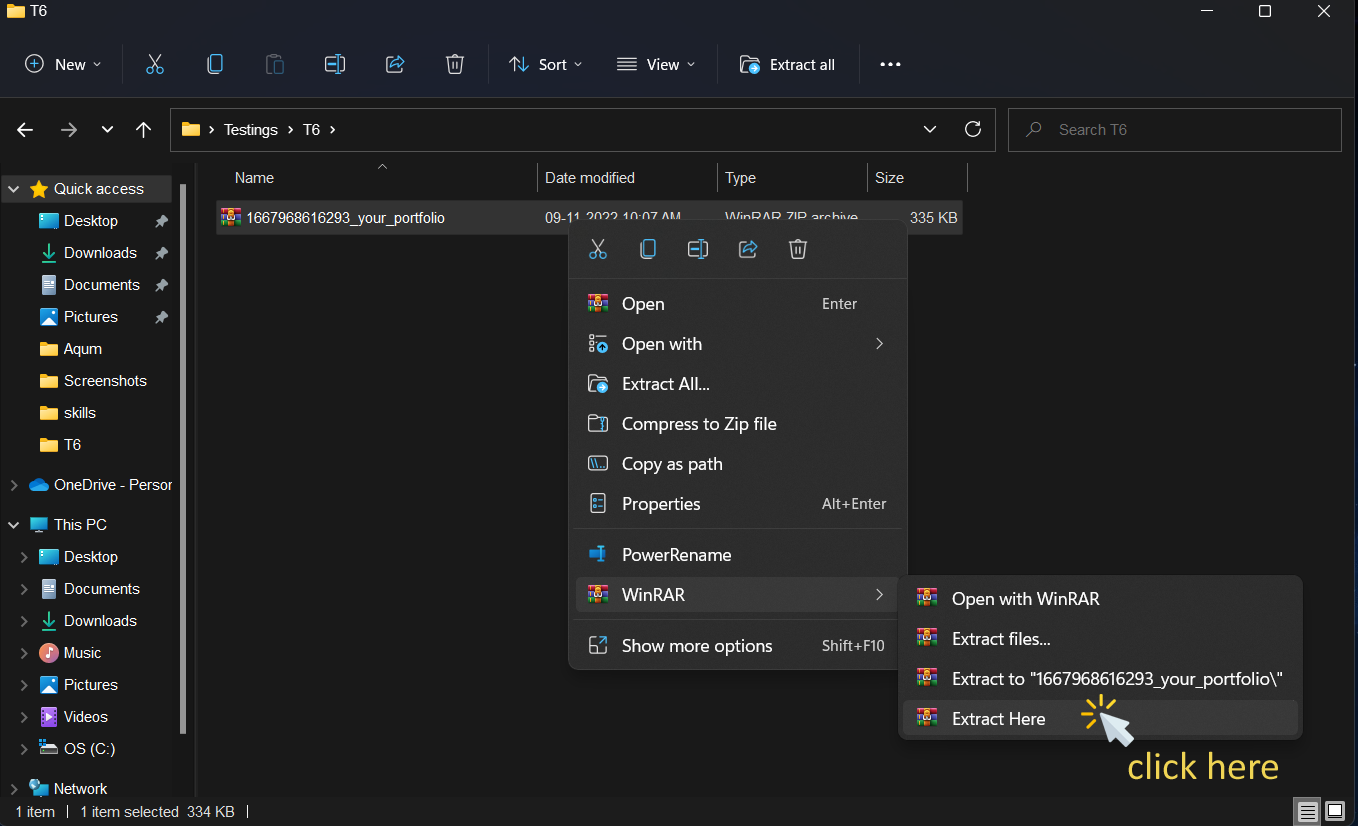 T6
New
Sort
View
Extract all
Testings
T6
Search T6
Name
Date modified
Type
Size
1667968616293_your_portfolio
09-11-2022 10:07 AM
WinRAR ZIP archive
335 KB
Quick access
Desktop
Downloads
Documents
Pictures
Aqum
Screenshots
skills
T6
OneDrive - Person
This PC
Desktop
Documents
Downloads
Music
Pictures
Videos
OS (C:)
Network
Open
Enter
Open with
Extract All...
Compress to Zip file
Copy as path
Properties
Alt+Enter
PowerRename
WinRAR
Show more options
Shift+F10
Open with WinRAR
Extract files...
Extract to "1667968616293_your_portfolio\"
Extract Here
click here
1 item
1 item selected 334 KB